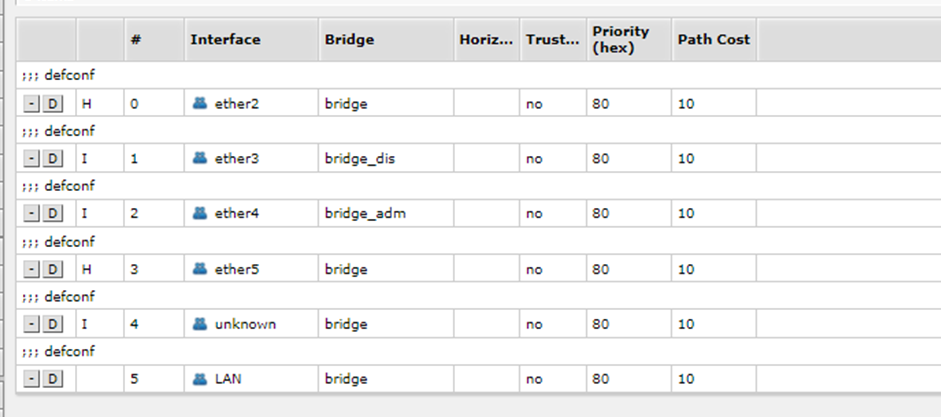 # Interface Bridge Horiz... Trust... Priority (hex) Path Cost
;;; defconf
- D H 0 ether2 bridge no 80 10
;;; defconf
- D I 1 ether3 bridge_dis no 80 10
;;; defconf
- D I 2 ether4 bridge_adm no 80 10
;;; defconf
- D H 3 ether5 bridge no 80 10
;;; defconf
- D I 4 unknown bridge no 80 10
;;; defconf
- D 5 LAN bridge no 80 10